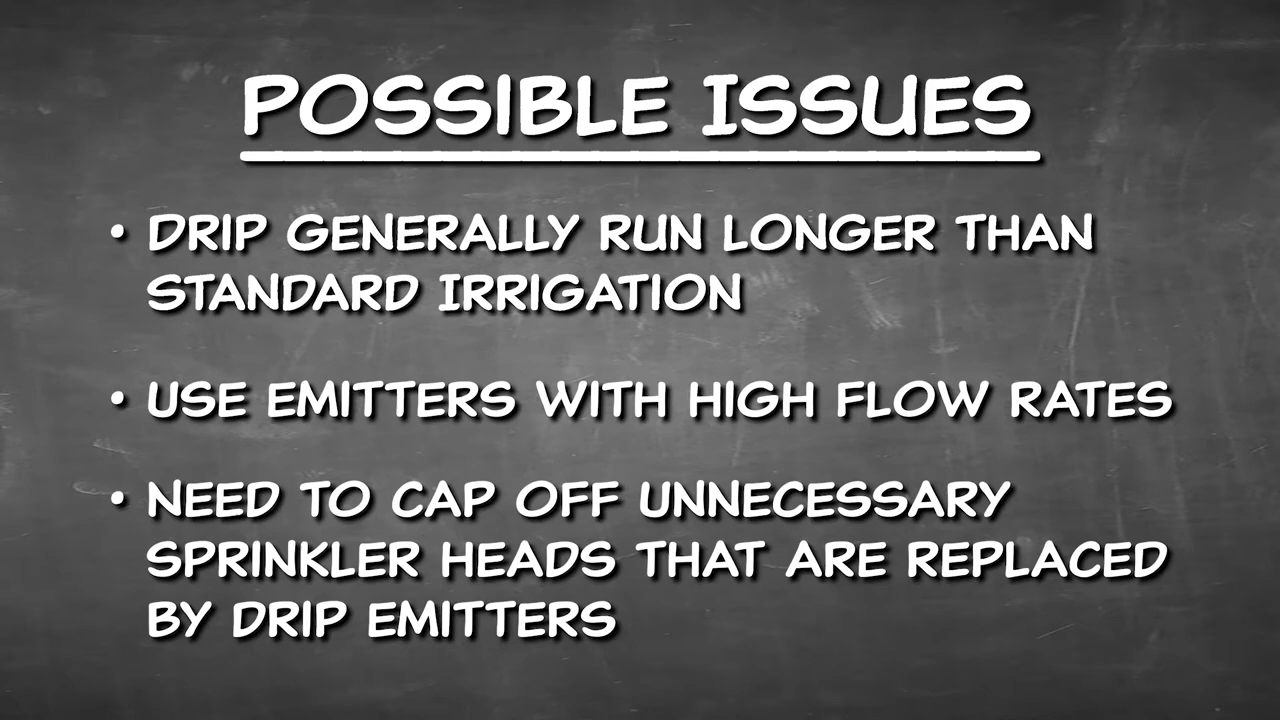 POSSIBLE ISSUES
• DRIP GENERALLY RUN LONGER THAN
STANDARD IRRIGATION
• USE EMITTERS WITH HIGH FLOW RATES
• NEED TO CAP OFF UNNECESSARY
SPRINKLER HEADS THAT ARE REPLACED
BY DRIP EMITTERS